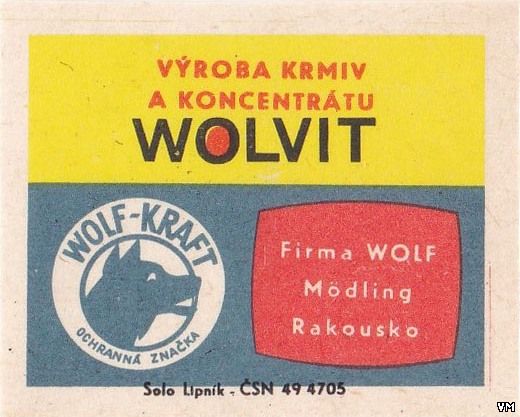 VÝROBA KRMIV
A KONCENTRÁTU
WOLVIT
WOLF-KRAFT
OCHRANNÁ ZNAČKA
Firma WOLF
Mödling
Rakousko
Solo Lipník - ČSN 49 4705
VM